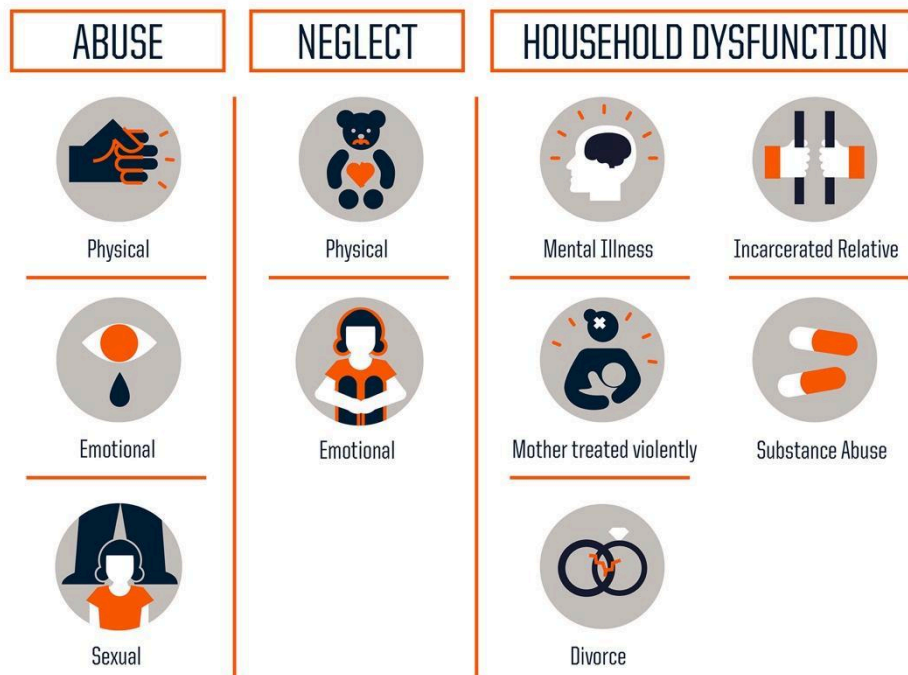 ABUSE
NEGLECT
HOUSEHOLD DYSFUNCTION
Physical
Emotional
Sexual
Physical
Emotional
Mental Illness
Incarcerated Relative
Mother treated violently
Substance Abuse
Divorce